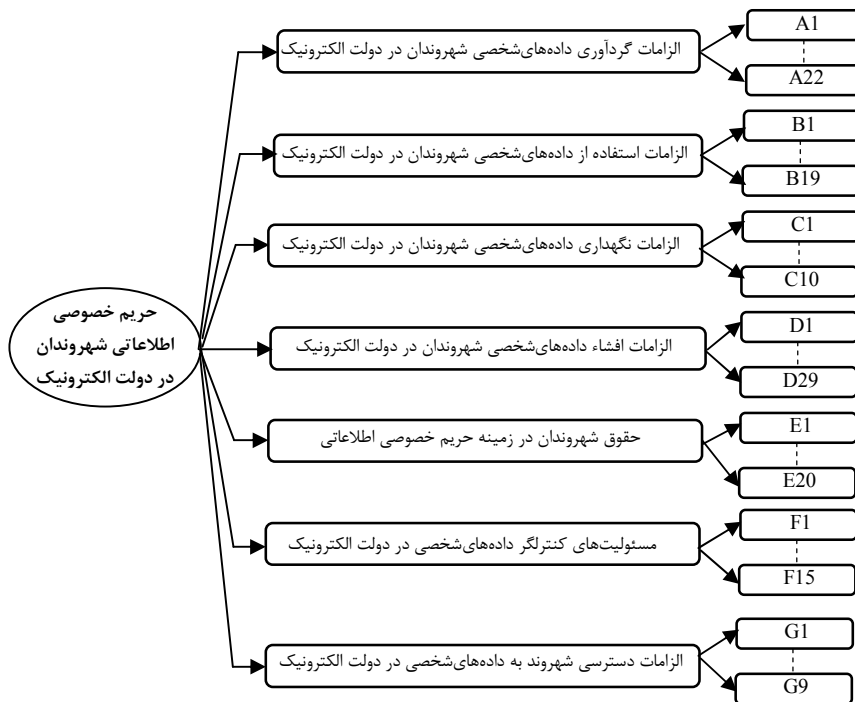 حریم خصوصی
اطلاعاتی شهروندان
در دولت الکترونیک
الزامات گردآوری داده‌های‌شخصی شهروندان در دولت الکترونیک
A1
A22
الزامات استفاده از داده‌های‌شخصی شهروندان در دولت الکترونیک
B1
B19
الزامات نگهداری داده‌های‌شخصی شهروندان در دولت الکترونیک
C1
C10
الزامات افشاء داده‌های‌شخصی شهروندان در دولت الکترونیک
D1
D29
حقوق شهروندان در زمینه حریم خصوصی اطلاعاتی
E1
E20
مسئولیت‌های کنترلگر داده‌های‌شخصی در دولت الکترونیک
F1
F15
الزامات دسترسی شهروند به داده‌های‌شخصی در دولت الکترونیک
G1
G9